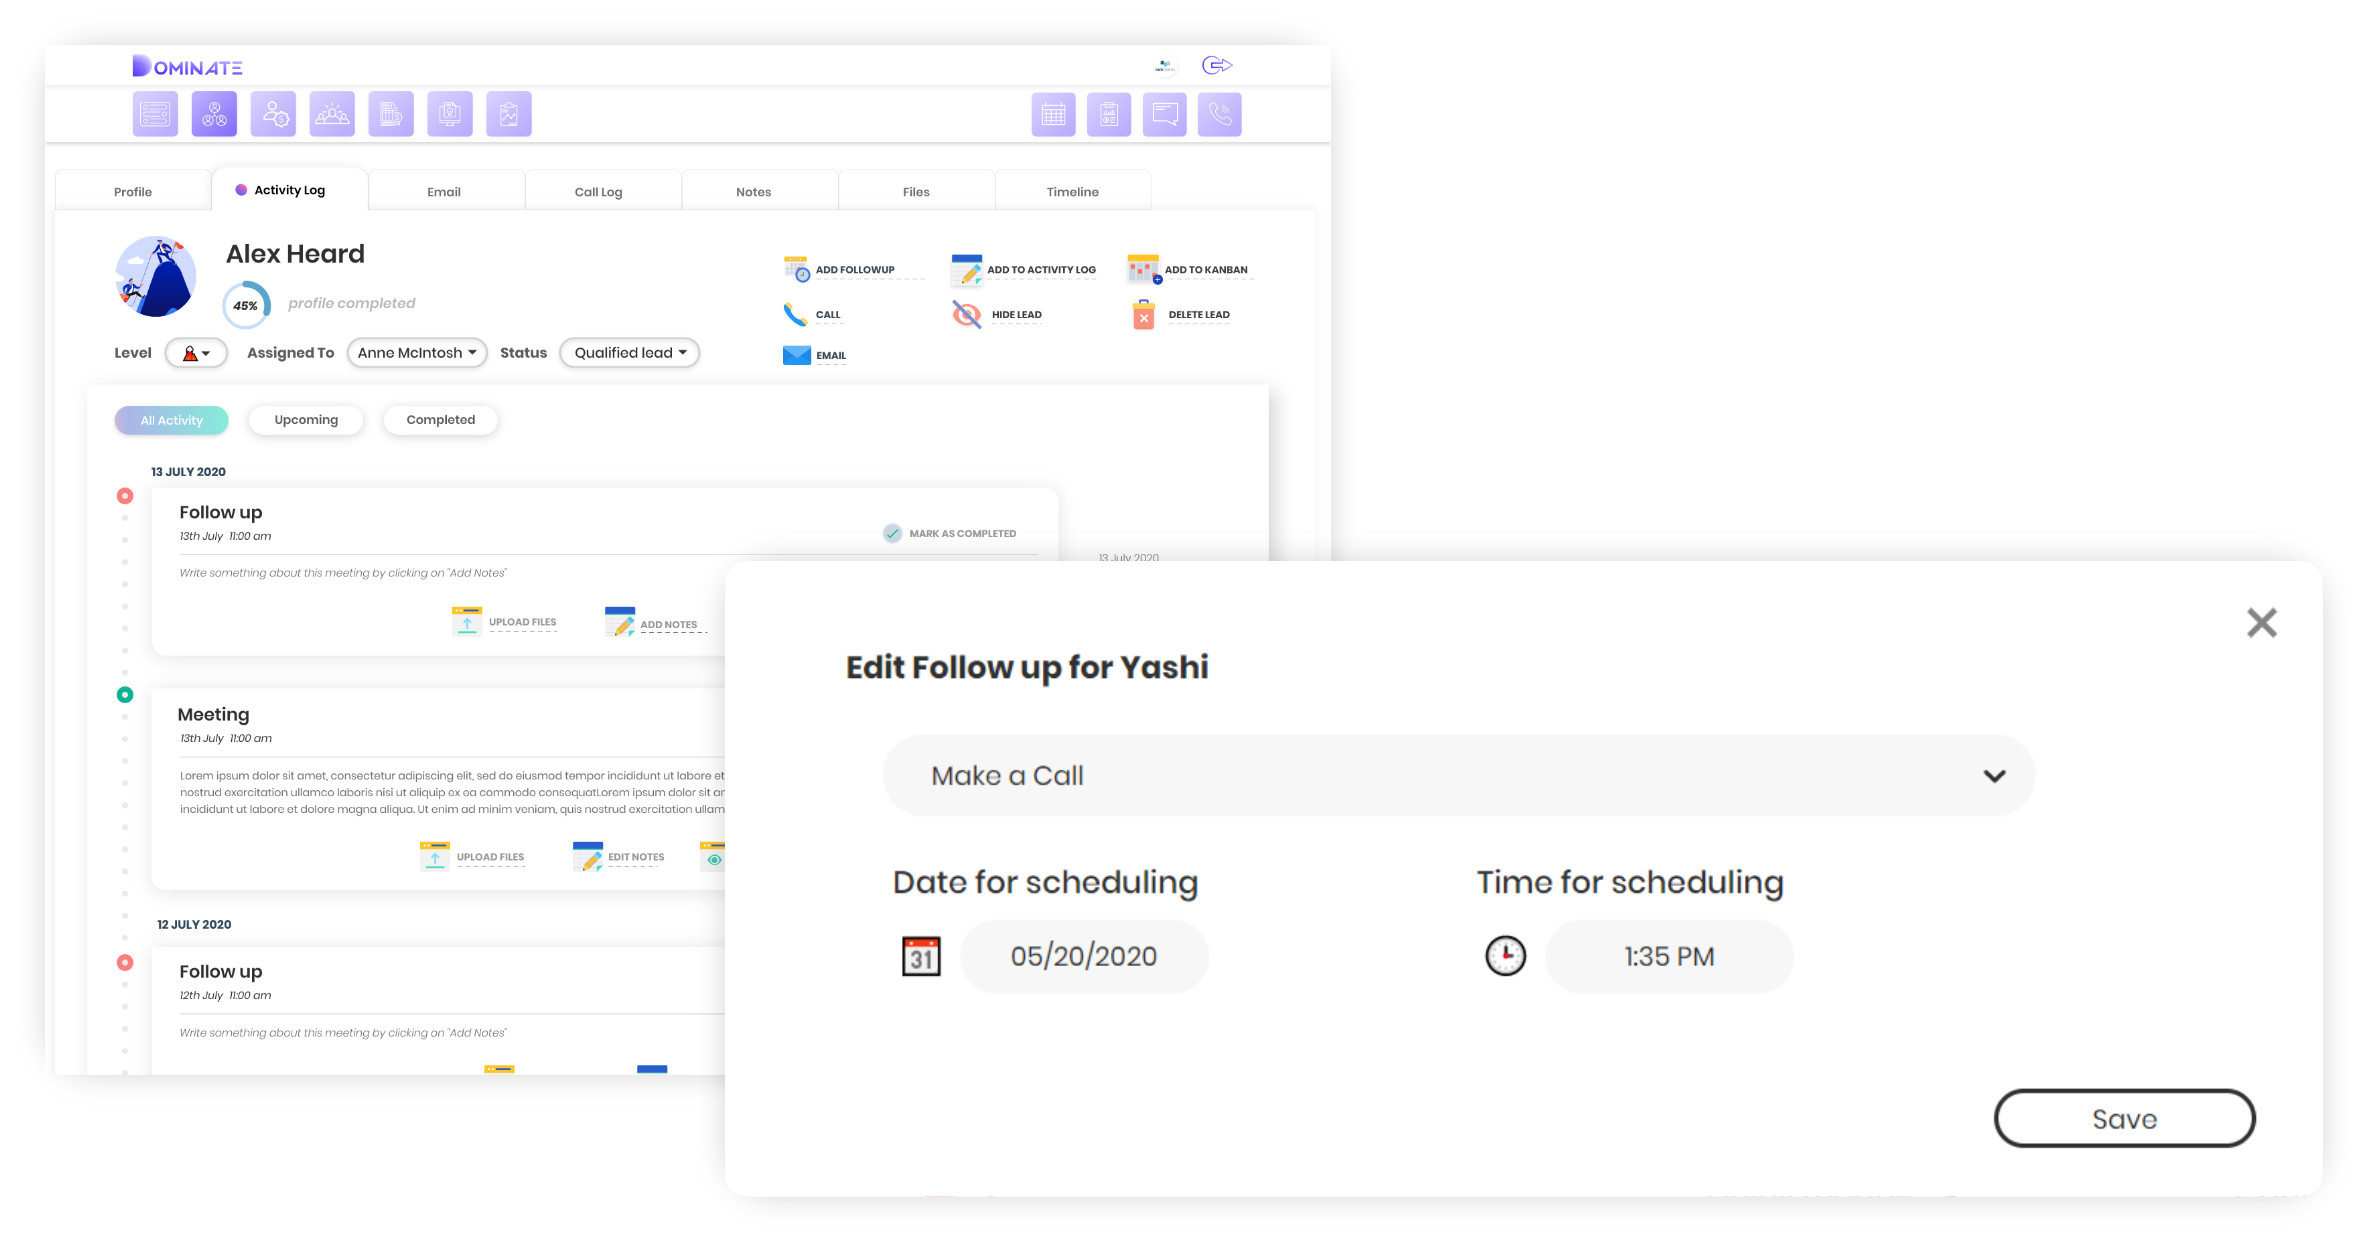 DOMINATE
Profile
Activity Log
Email
Call Log
Notes
Files
Timeline
Alex Heard
45%
profile completed
ADD FOLLOWUP
ADD TO ACTIVITY LOG
ADD TO KANBAN
CALL
HIDE LEAD
DELETE LEAD
EMAIL
Level
Assigned To
Anne McIntosh
Status
Qualified lead
All Activity
Upcoming
Completed
13 JULY 2020
Follow up
13th July 11:00 am
MARK AS COMPLETED
Write something about this meeting by clicking on "Add Notes"
13 July 2020
UPLOAD FILES
ADD NOTES
Meeting
13th July 11:00 am
Lorem ipsum dolor sit amet, consectetur adipiscing elit, sed do eiusmod tempor incididunt ut labore et
nostrud exercitation ullamco laboris nisi ut aliquip ex ea commodo consequatLorem ipsum dolor sit
incididunt ut labore et dolore magna aliqua. Ut enim ad minim veniam, quis nostrud exercitation ullam
UPLOAD FILES
EDIT NOTES
12 JULY 2020
Follow up
12th July 11:00 am
Write something about this meeting by clicking on "Add Notes"
Edit Follow up for Yashi
Make a Call
Date for scheduling
31
05/20/2020
Time for scheduling
1:35 PM
Save